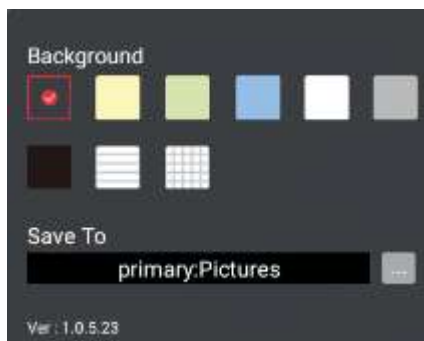 Background
Save To
primary:Pictures
...
Ver : 1.0.5.23